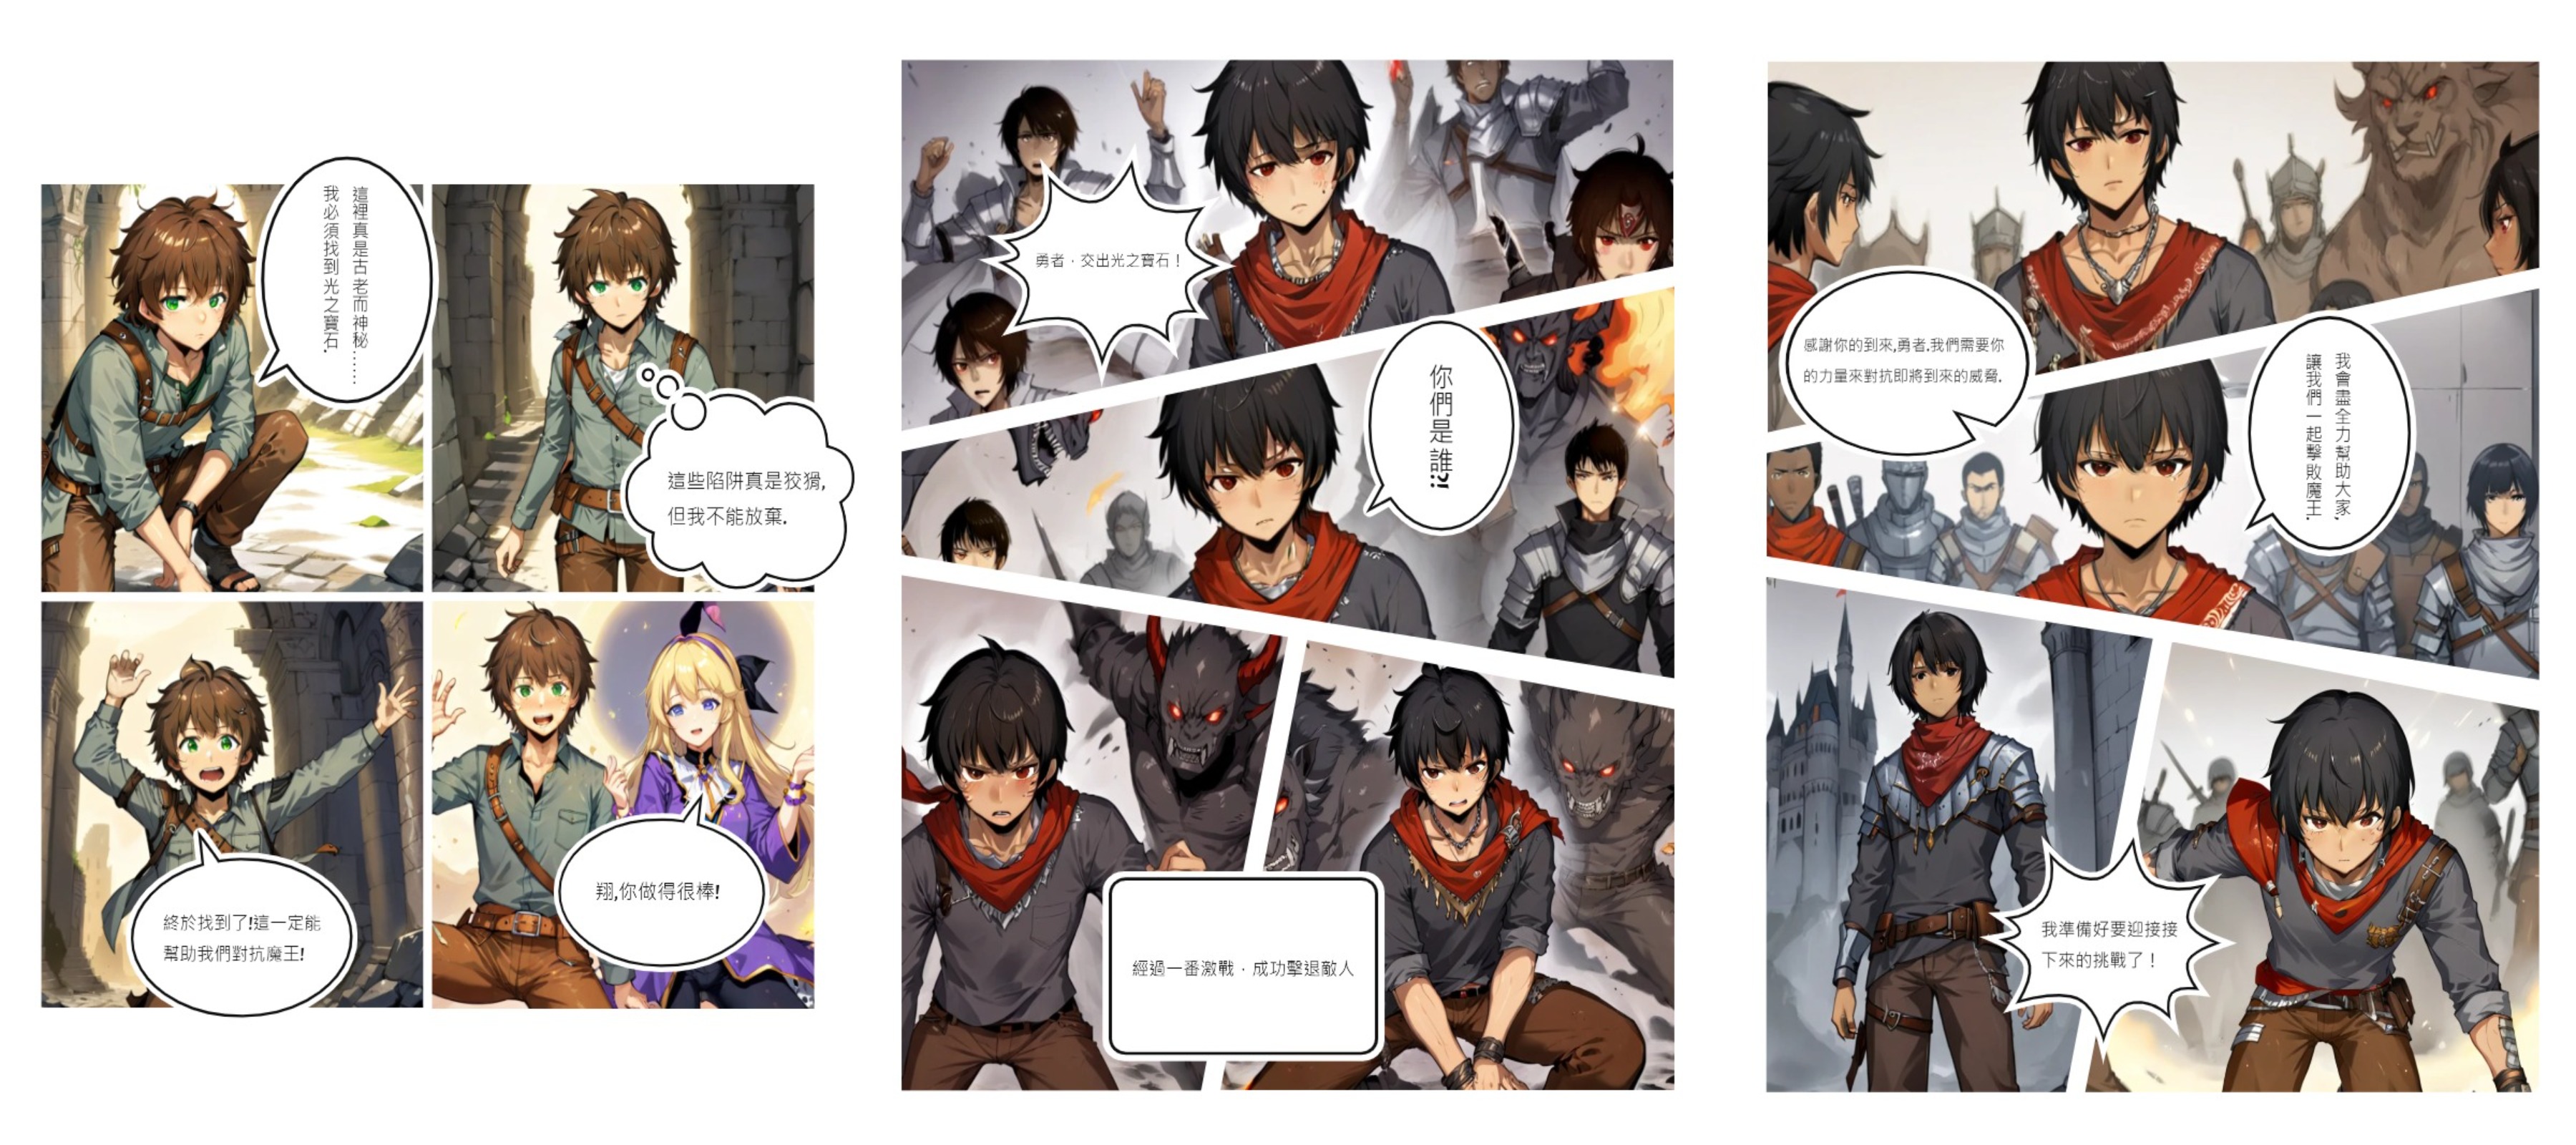 這裡真是古老而神秘……
我必須找到光之寶石.
這些陷阱真是狡猾,
但我不能放棄.
終於找到了!這一定能
幫助我們對抗魔王!
翔,你做得很棒!
勇者，交出光之寶石！
你們是誰?!
經過一番激戰，成功擊退敵人
感謝你的到來,勇者.我們需要你
的力量來對抗即將到來的威脅.
我會盡全力幫助大家,
讓我們一起擊敗魔王.
我準備好要迎接接
下來的挑戰了！